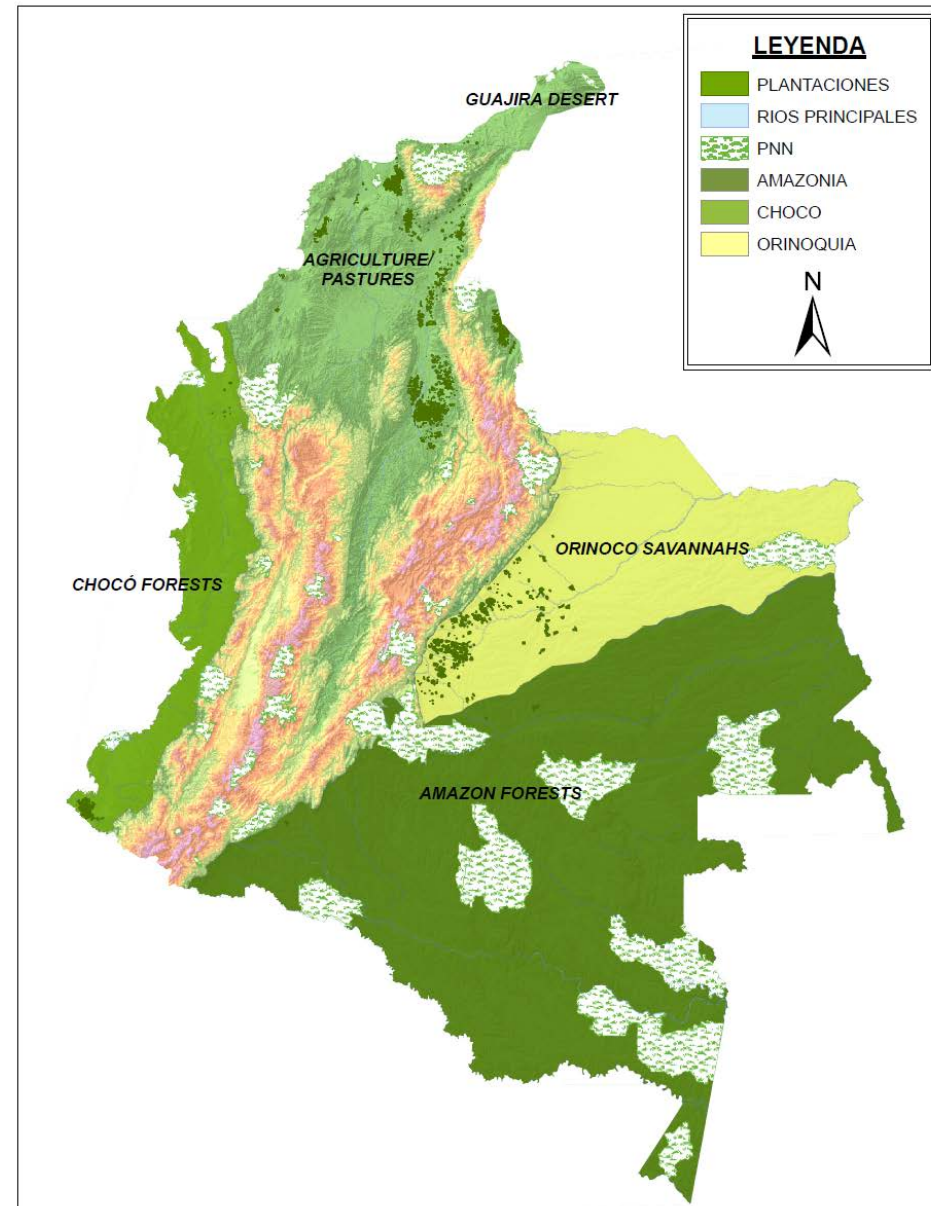 LEYENDA
PLANTACIONES
RIOS PRINCIPALES
PNN
AMAZONIA
CHOCO
ORINOQUIA
N
GUAJIRA DESERT
AGRICULTURE/
PASTURES
ORINOCO SAVANNAHS
CHOCÓ FORESTS
AMAZON FORESTS